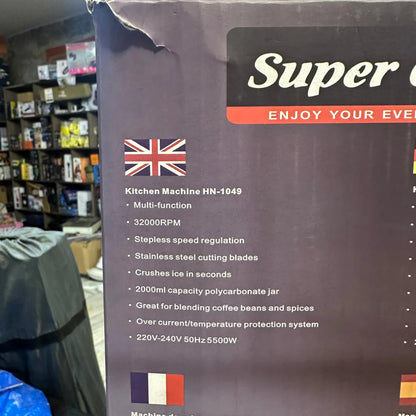 Super
ENJOY YOUR EVE
Kitchen Machine HN-1049
• Multi-function
• 32000RPM
• Stepless speed regulation
• Stainless steel cutting blades
• Crushes ice in seconds
• 2000ml capacity polycarbonate jar
• Great for blending coffee beans and spices
• Over current/temperature protection system
• 220V-240V 50Hz 5500W